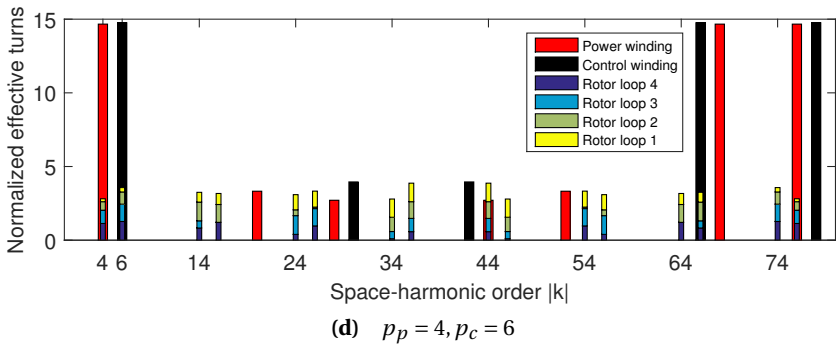 15
10
5
0
Normalized effective turns
Power winding
Control winding
Rotor loop 4
Rotor loop 3
Rotor loop 2
Rotor loop 1
4 6 14 24 34 44 54 64 74
Space-harmonic order |k|
(d) p_p = 4, p_c = 6